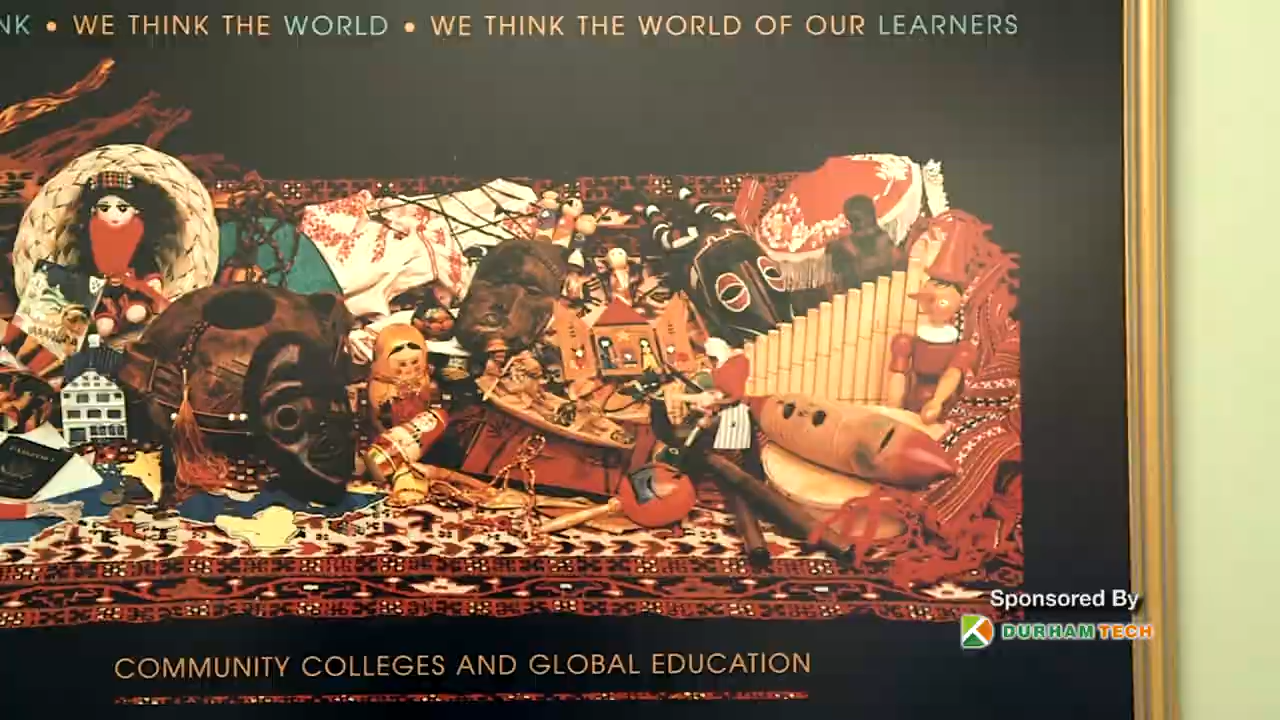 NK • WE THINK THE WORLD • WE THINK THE WORLD OF OUR LEARNERS
PASSPORT
COMMUNITY COLLEGES AND GLOBAL EDUCATION
Sponsored By
DURHAM TECH